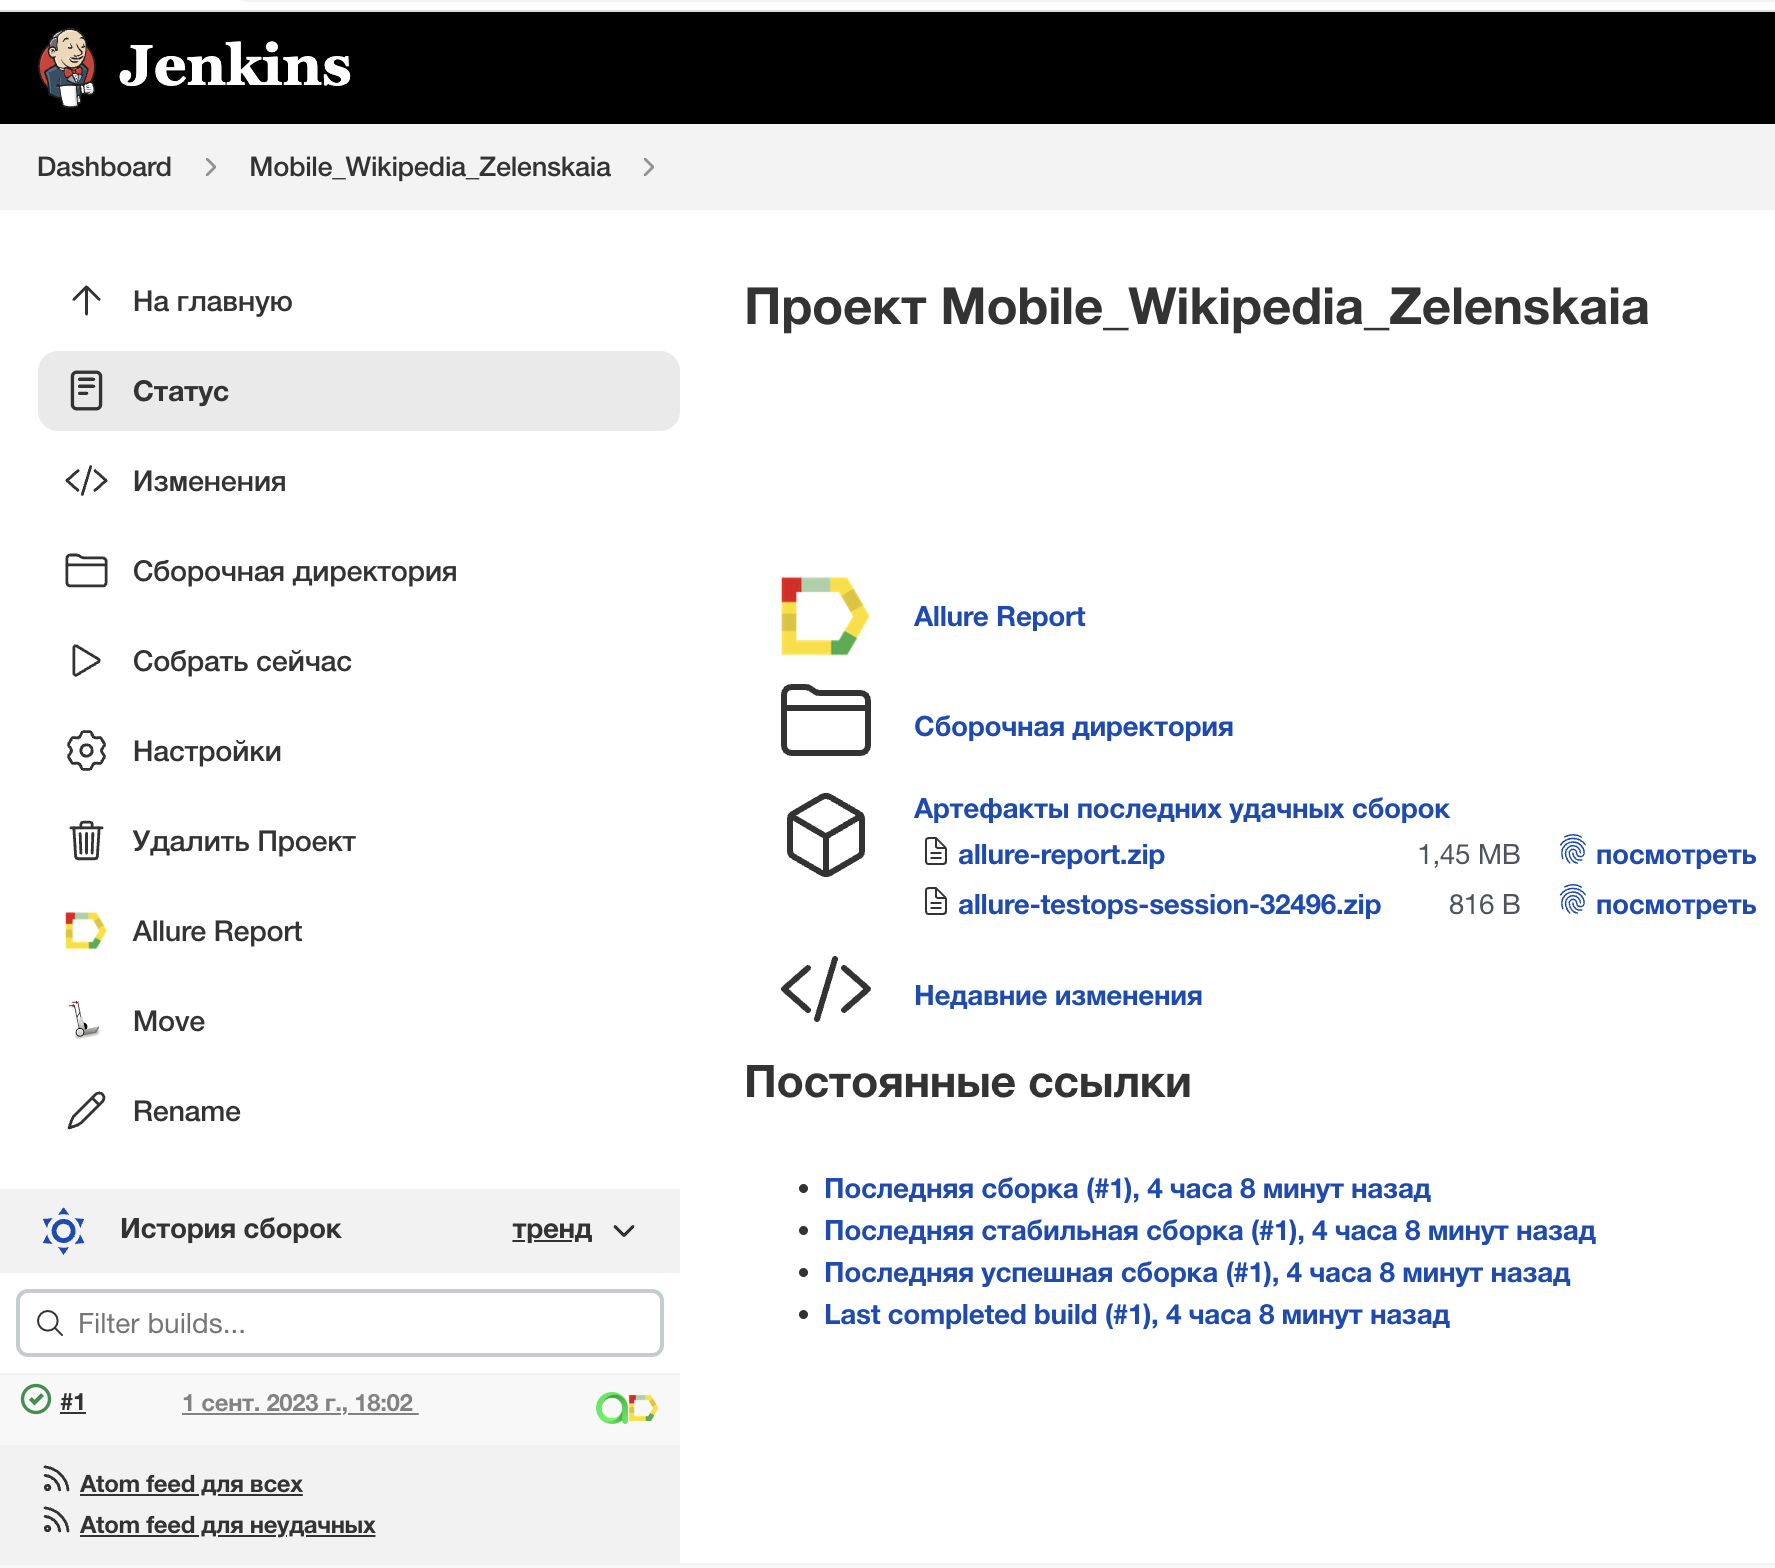 Jenkins
Dashboard
Mobile_Wikipedia_Zelenskaia
На главную
Статус
Изменения
Сборочная директория
Собрать сейчас
Настройки
Удалить Проект
Allure Report
Move
Rename
История сборок тренд
Filter builds...
#1 1 сент. 2023 г., 18:02
Atom feed для всех
Atom feed для неудачных
Проект Mobile_Wikipedia_Zelenskaia
Allure Report
Сборочная директория
Артефакты последних удачных сборок
allure-report.zip 1,45 MB посмотреть
allure-testops-session-32496.zip 816 B посмотреть
Недавние изменения
Постоянные ссылки
Последняя сборка (#1), 4 часа 8 минут назад
Последняя стабильная сборка (#1), 4 часа 8 минут назад
Последняя успешная сборка (#1), 4 часа 8 минут назад
Last completed build (#1), 4 часа 8 минут назад